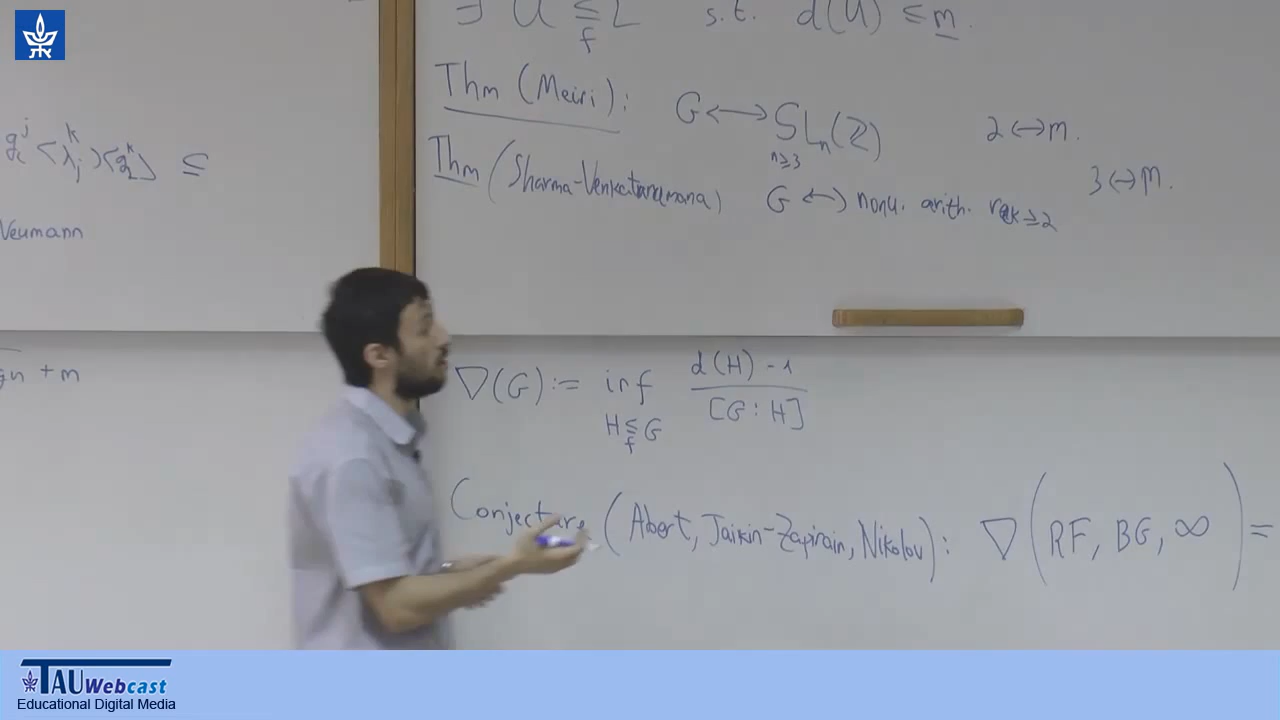 ∃ U ≤ L s.t. d(U) ≤ m.
f
Thm (Meiri): G ↔ SL_n(ℤ) 2 ↔ m.
n≥3
Thm (Sharma-Venkataramana) G ↔ nonu. arith. rank ≥ 2 3 ↔ m.
Neumann
∇(G) := inf d(H) - 1
[G : H]
H ≤ G
f
+ m
Conjecture (Abert, Jaikin-Zapirain, Nikolov): ∇(RF, BG, ∞) =
TAU Webcast
Educational Digital Media